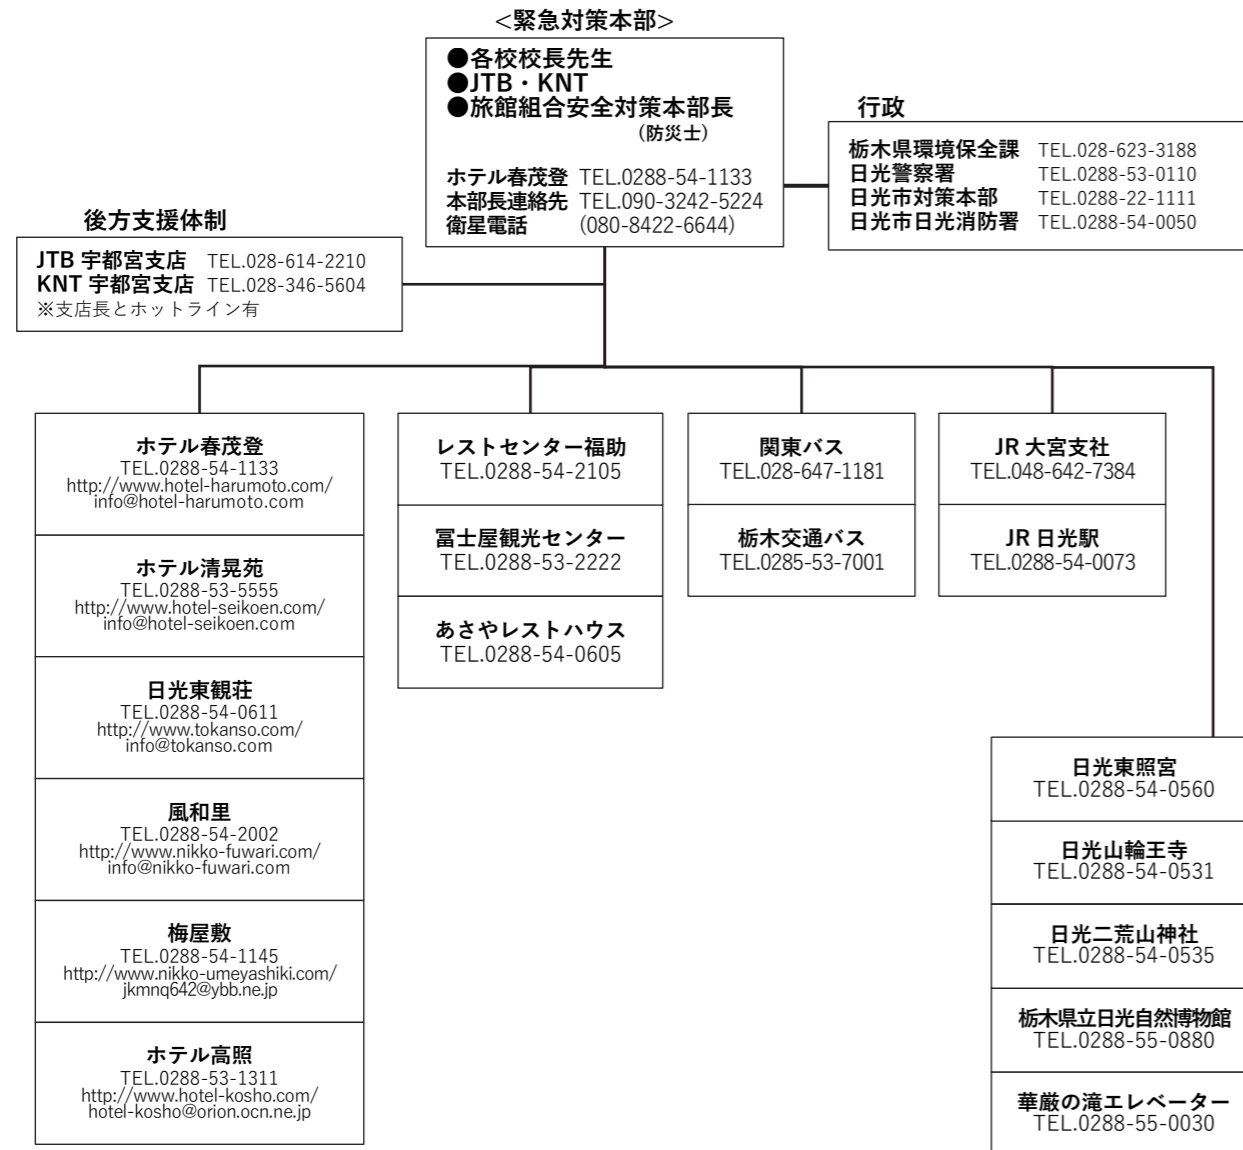 <緊急対策本部>
●各校校長先生
●JTB・KNT
●旅館組合安全対策本部長
(防災士)
ホテル春茂登 TEL.0288-54-1133
本部長連絡先 TEL.090-3242-5224
衛星電話 (080-8422-6644)
行政
栃木県環境保全課 TEL.028-623-3188
日光警察署 TEL.0288-53-0110
日光市対策本部 TEL.0288-22-1111
日光市日光消防署 TEL.0288-54-0050
後方支援体制
JTB 宇都宮支店 TEL.028-614-2210
KNT 宇都宮支店 TEL.028-346-5604
※支店長とホットライン有
ホテル春茂登
TEL.0288-54-1133
http://www.hotel-harumoto.com/
info@hotel-harumoto.com
ホテル清晃苑
TEL.0288-53-5555
http://www.hotel-seikoen.com/
info@hotel-seikoen.com
日光東観荘
TEL.0288-54-0611
http://www.tokanso.com/
info@tokanso.com
風和里
TEL.0288-54-2002
http://www.nikko-fuwari.com/
info@nikko-fuwari.com
梅屋敷
TEL.0288-54-1145
http://www.nikko-umeyashiki.com/
jkmnq642@ybb.ne.jp
ホテル高照
TEL.0288-53-1311
http://www.hotel-kosho.com/
hotel-kosho@orion.ocn.ne.jp
レストセンター福助
TEL.0288-54-2105
冨士屋観光センター
TEL.0288-53-2222
あさやレストハウス
TEL.0288-54-0605
関東バス
TEL.028-647-1181
栃木交通バス
TEL.0285-53-7001
JR 大宮支社
TEL.048-642-7384
JR 日光駅
TEL.0288-54-0073
日光東照宮
TEL.0288-54-0560
日光山輪王寺
TEL.0288-54-0531
日光二荒山神社
TEL.0288-54-0535
栃木県立日光自然博物館
TEL.0288-55-0880
華厳の滝エレベーター
TEL.0288-55-0030